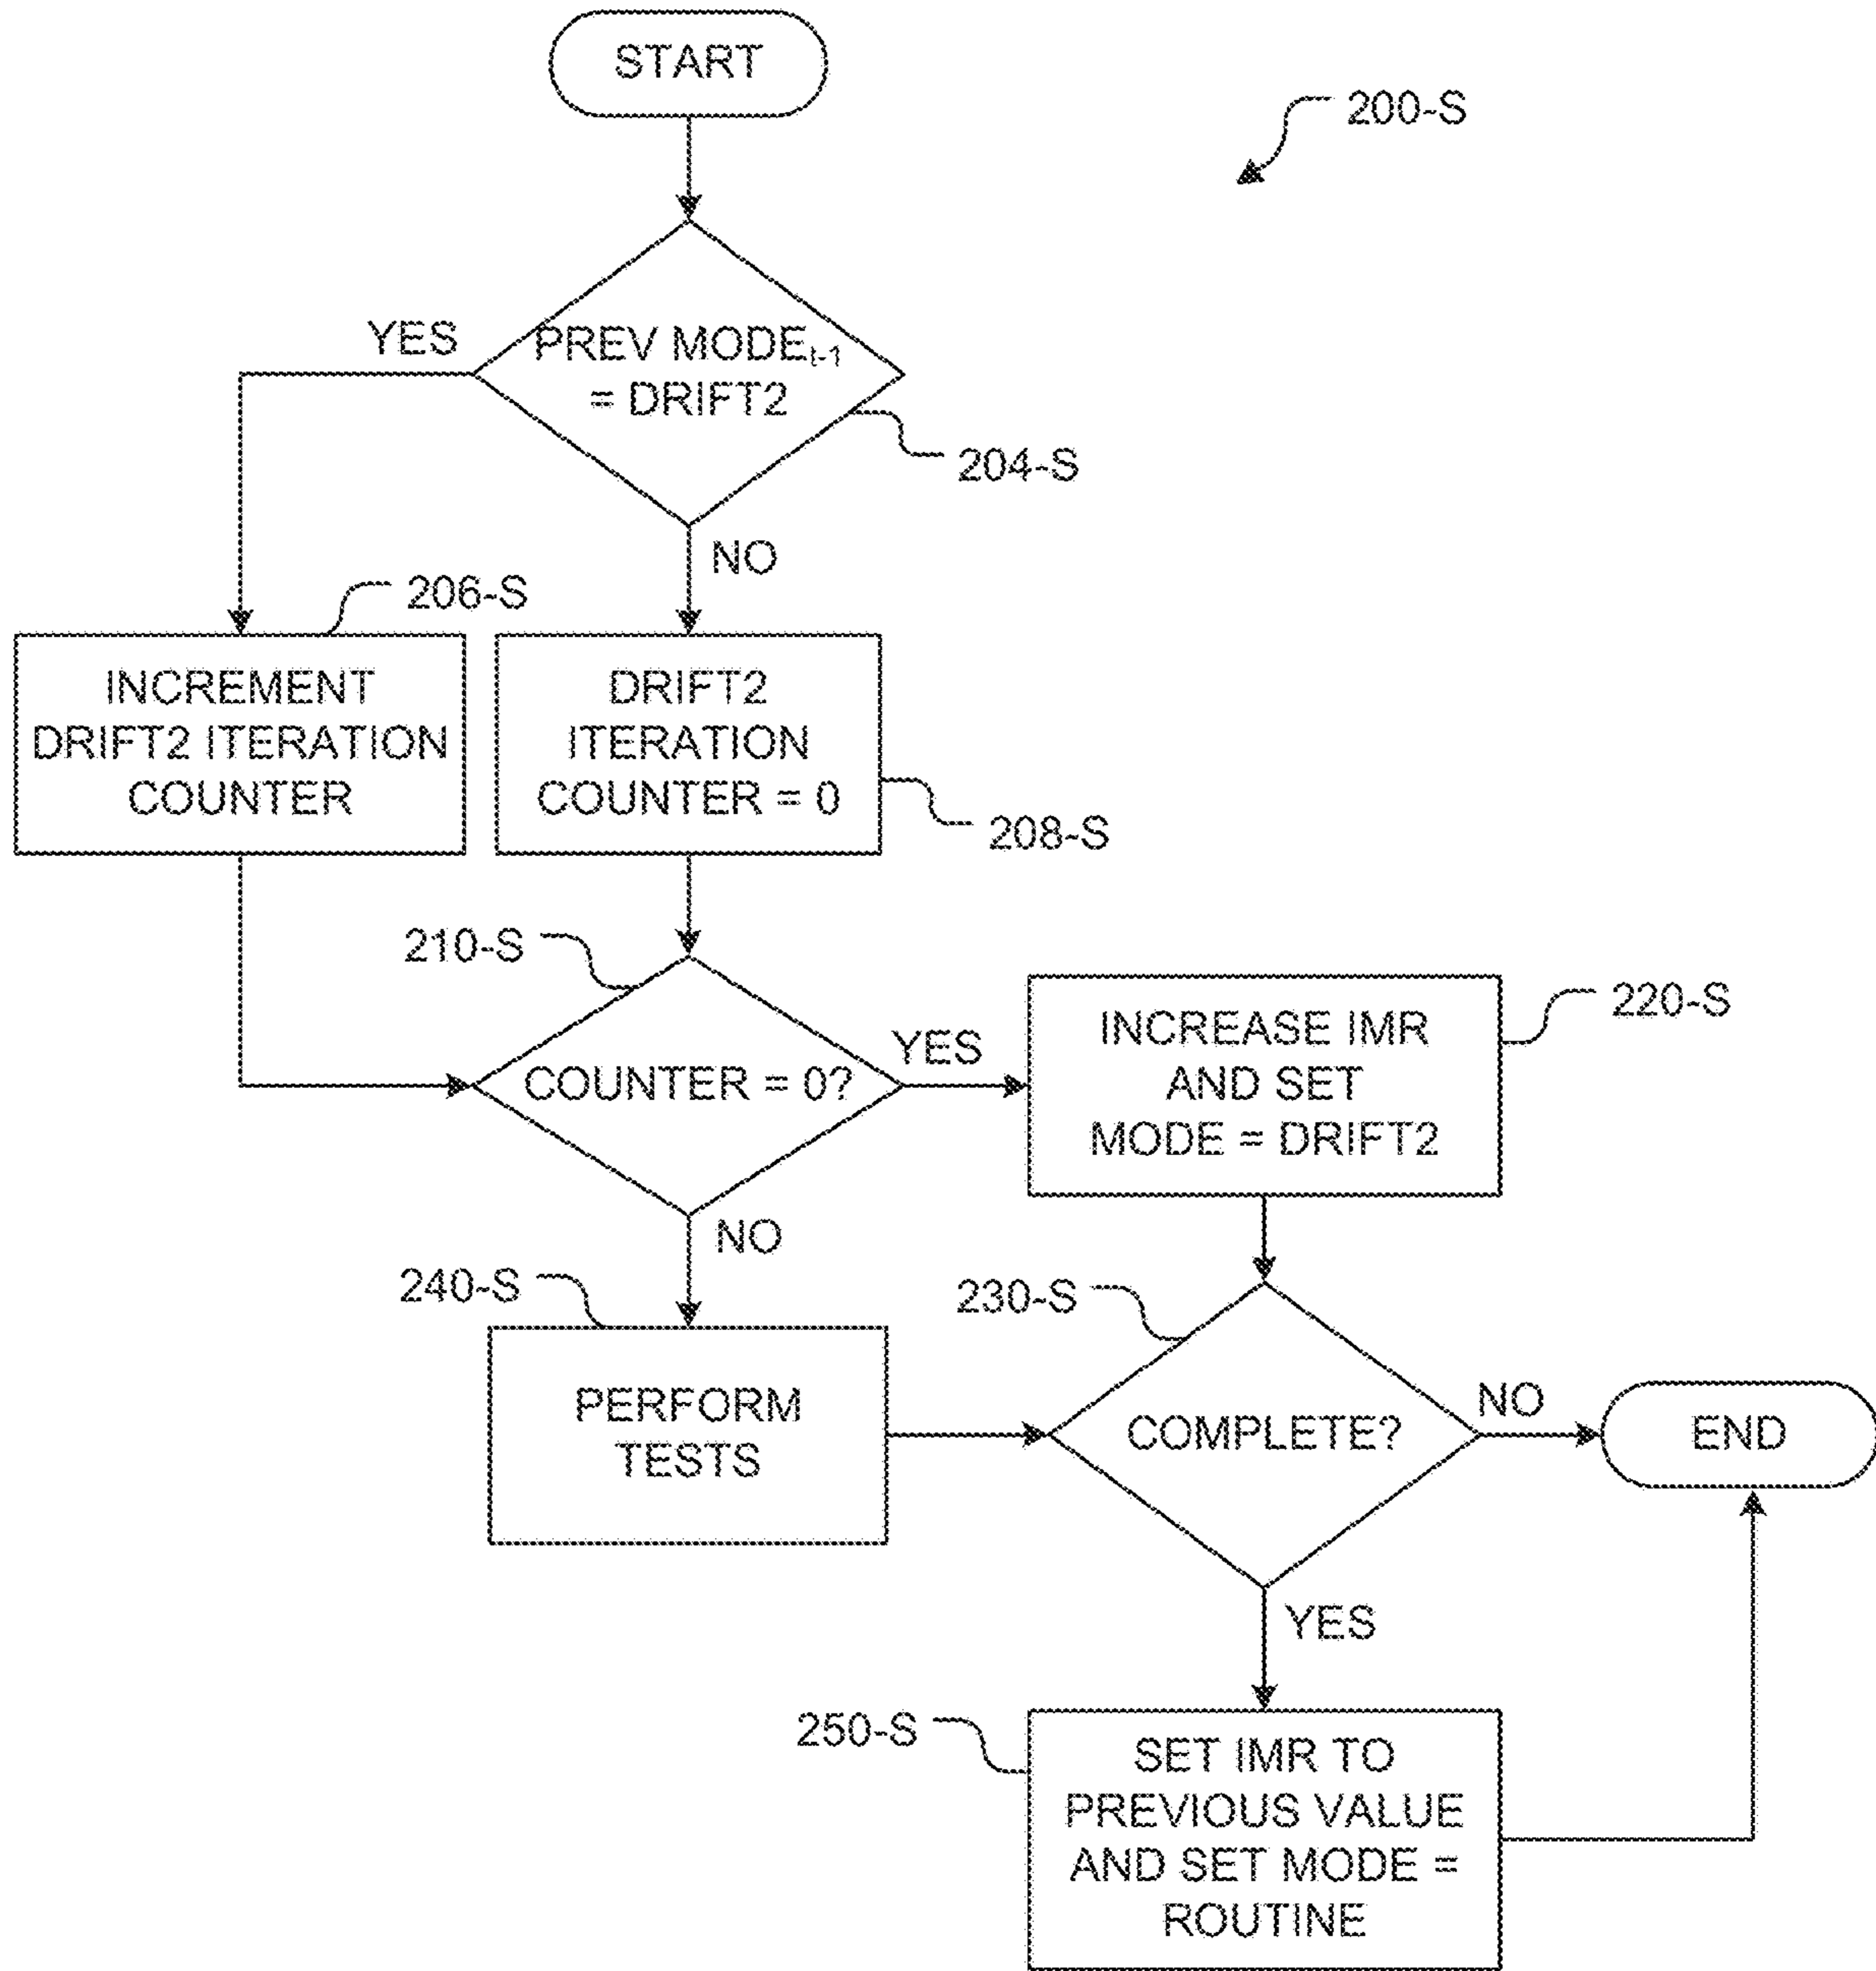 START
200-S
YES
PREV MODEt-1
= DRIFT2
204-S
NO
206-S
INCREMENT
DRIFT2 ITERATION
COUNTER
DRIFT2
ITERATION
COUNTER = 0
208-S
210-S
COUNTER = 0?
YES
INCREASE IMR
AND SET
MODE = DRIFT2
220-S
NO
240-S
PERFORM
TESTS
230-S
COMPLETE?
NO
END
YES
250-S
SET IMR TO
PREVIOUS VALUE
AND SET MODE =
ROUTINE